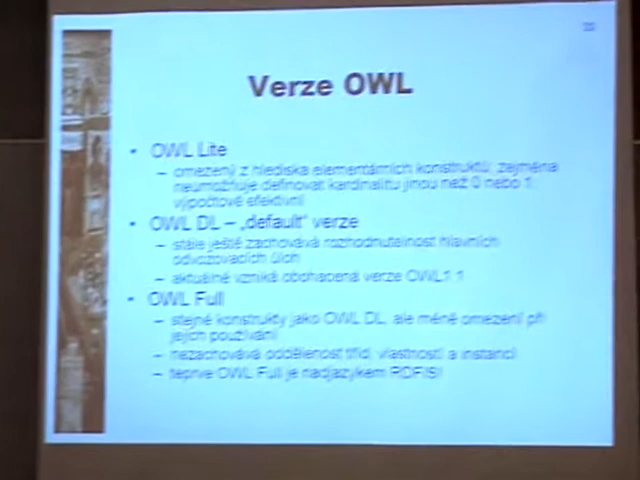 Verze OWL
• OWL Lite
– omezený z hlediska elementárních konstruktů, zejména
neumožňuje definovat kardinalitu jinou než 0 nebo 1;
výpočtově efektivní
• OWL DL – „default“ verze
– stále ještě zachovává rozhodnutelnost hlavních
odvozovacích úloh
– aktuálně vzniká obohacená verze OWL1.1
• OWL Full
– stejné konstrukty jako OWL DL, ale méně omezení při
jejich používání
– nezachovává oddělenost tříd, vlastností a instancí
– teprve OWL Full je nadjazykem RDF/S!